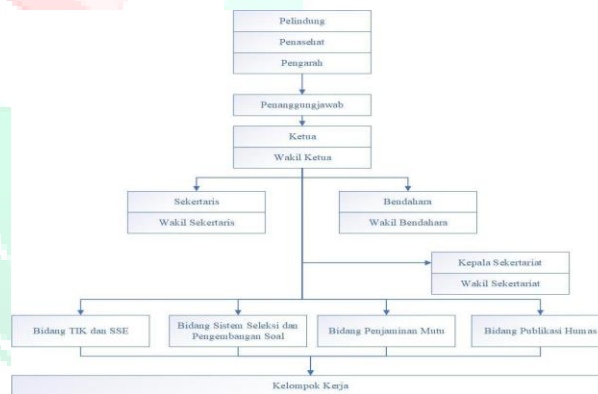 Pelindung
Penasehat
Pengarah
Penanggungjawab
Ketua
Wakil Ketua
Sekertaris
Wakil Sekertaris
Bendahara
Wakil Bendahara
Kepala Sekertariat
Wakil Sekertariat
Bidang TIK dan SSE
Bidang Sistem Seleksi dan
Pengembangan Soal
Bidang Penjaminan Mutu
Bidang Publikasi Humas
Kelompok Kerja